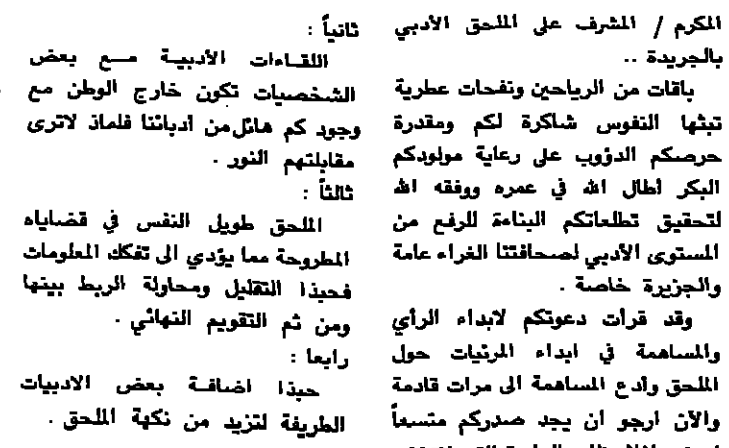 المكرم / المشرف على الملحق الأدبي
بالجريدة ..
باقات من الرياحين ونفحات عطرية
تبثها النفوس شاكرة لكم ومقدرة
حرصكم الدؤوب على رعاية مولودكم
البكر أطال الله في عمره ووفقه الله
لتحقيق تطلعاتكم البناءة للرفع من
المستوى الأدبي لصحافتنا الغراء عامة
والجزيرة خاصة .
وقد قرأت دعوتكم لابداء الرأي
والمساهمة في ابداء المرئيات حول
الملحق وأدع المساهمة الى مرات قادمة
والآن ارجو ان يجد صدركم متسعاً
ثانياً :
اللقاءات الأدبية مع بعض
الشخصيات تكون خارج الوطن مع
وجود كم هائل من أدبائنا فلماذ لاترى
مقابلتهم النور .
ثالثاً :
الملحق طويل النفس في قضاياه
المطروحة مما يؤدي الى تفكك المعلومات
فحبذا التقليل ومحاولة الربط بينها
ومن ثم التقويم النهائي .
رابعا :
حبذا اضافة بعض الادبيات
الطريفة لتزيد من نكهة الملحق .